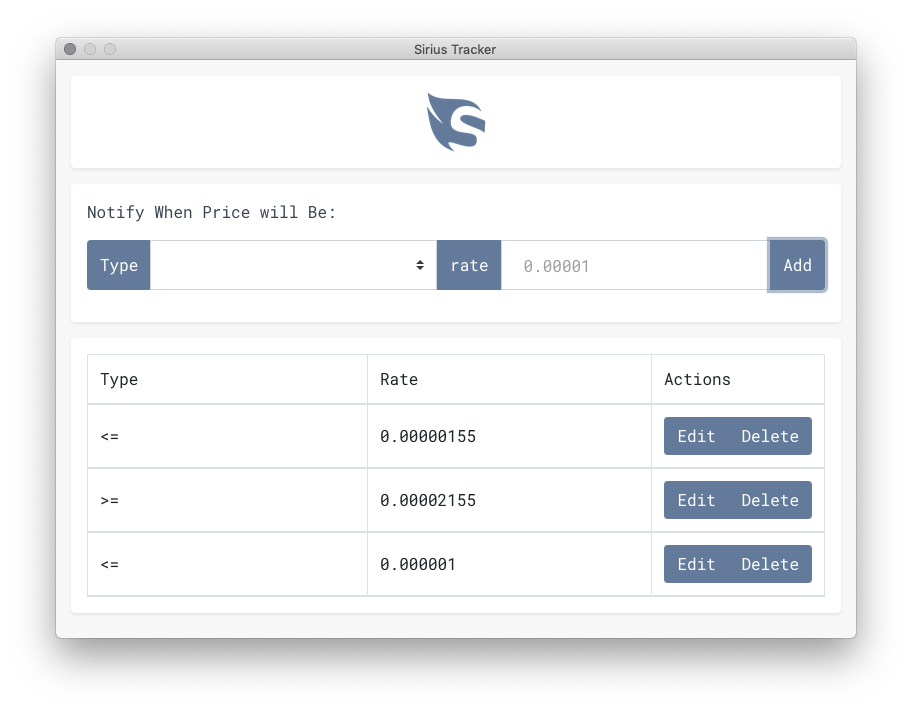 Sirius Tracker
S
Notify When Price will Be:
Type rate 0.00001 Add
Type Rate Actions
<= 0.00000155 Edit Delete
>= 0.00002155 Edit Delete
<= 0.000001 Edit Delete